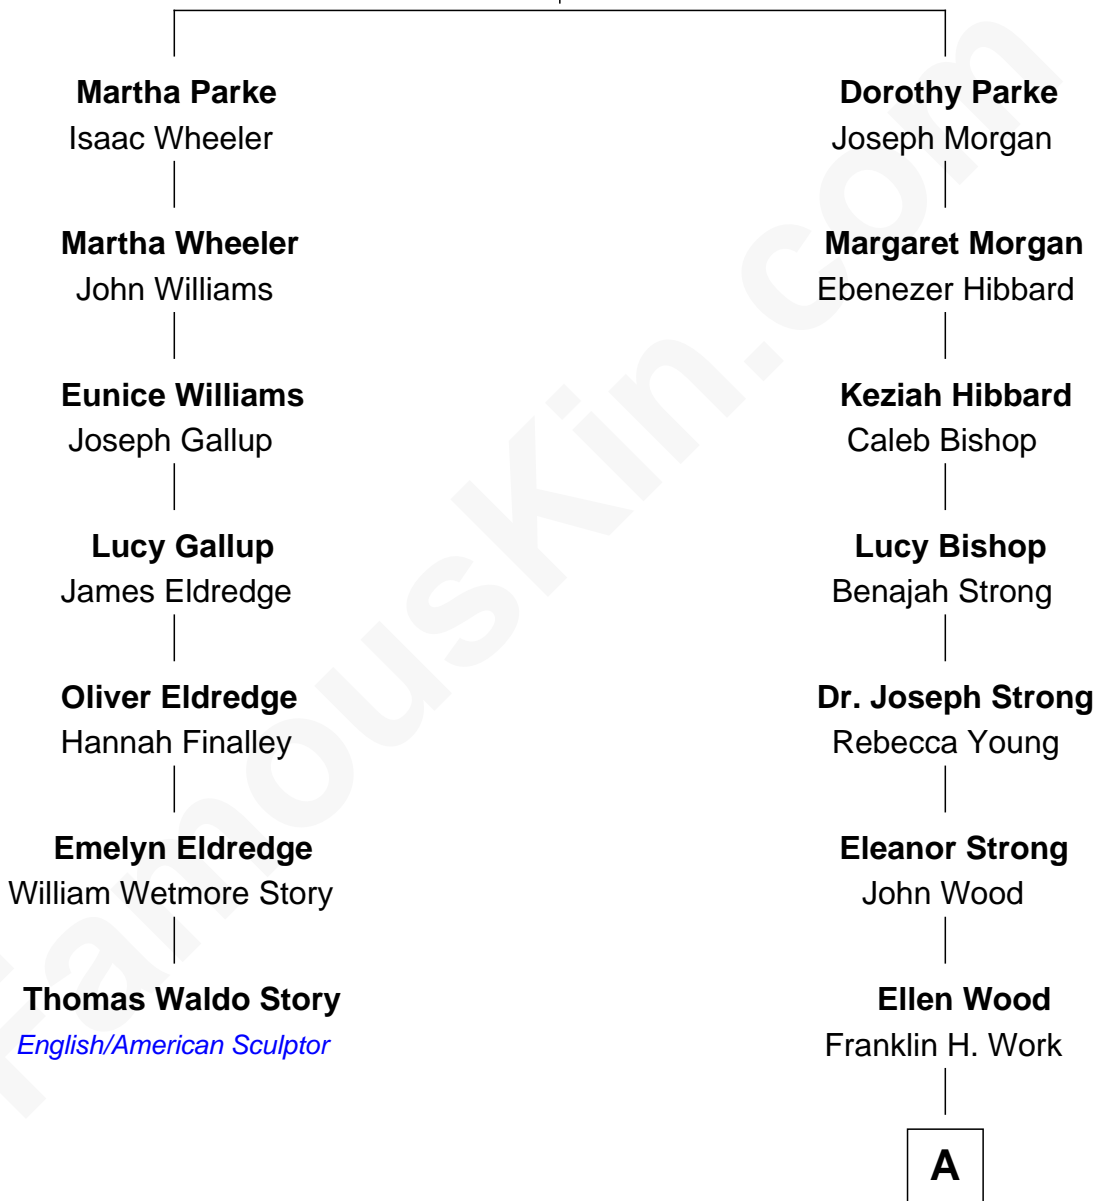 Martha Parke
Isaac Wheeler
Martha Wheeler
John Williams
Eunice Williams
Joseph Gallup
Lucy Gallup
James Eldredge
Oliver Eldredge
Hannah Finalley
Emelyn Eldredge
William Wetmore Story
Thomas Waldo Story
English/American Sculptor
Dorothy Parke
Joseph Morgan
Margaret Morgan
Ebenezer Hibbard
Keziah Hibbard
Caleb Bishop
Lucy Bishop
Benajah Strong
Dr. Joseph Strong
Rebecca Young
Eleanor Strong
John Wood
Ellen Wood
Franklin H. Work
A
FamousKin.com